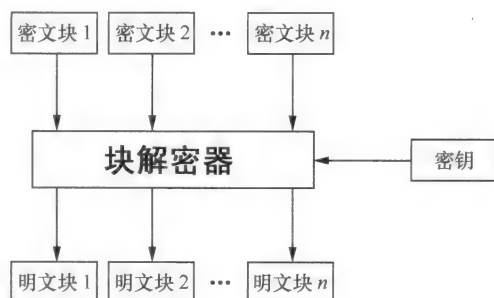 密文块 1 密文块 2 … 密文块 n
块解密器
密钥
明文块 1 明文块 2 … 明文块 n